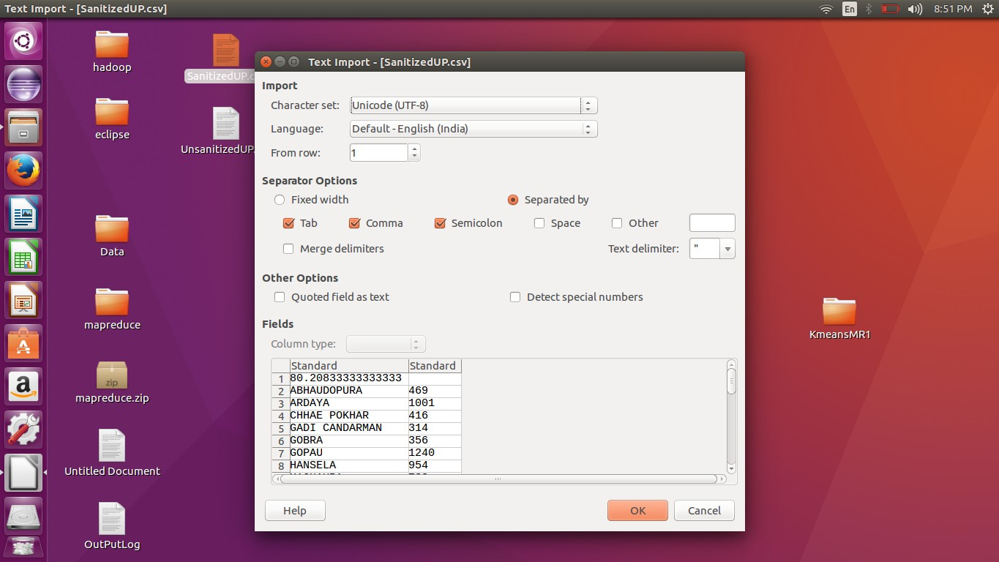 Text Import - [SanitizedUP.csv]
En
8:51 PM
hadoop
SanitizedUP.c
eclipse
UnsanitizedUP.
Data
mapreduce
zip
mapreduce.zip
Untitled Document
OutPutLog
KmeansMR1
Text Import - [SanitizedUP.csv]
Import
Character set: Unicode (UTF-8)
Language: Default - English (India)
From row: 1
Separator Options
Fixed width Separated by
Tab Comma Semicolon Space Other
Merge delimiters Text delimiter: "
Other Options
Quoted field as text Detect special numbers
Fields
Column type:
Standard Standard
1 80.20833333333333
2 ABHAUDOPURA 469
3 ARDAYA 1001
4 CHHAE POKHAR 416
5 GADI CANDARMAN 314
6 GOBRA 356
7 GOPAU 1240
8 HANSELA 954
Help OK Cancel